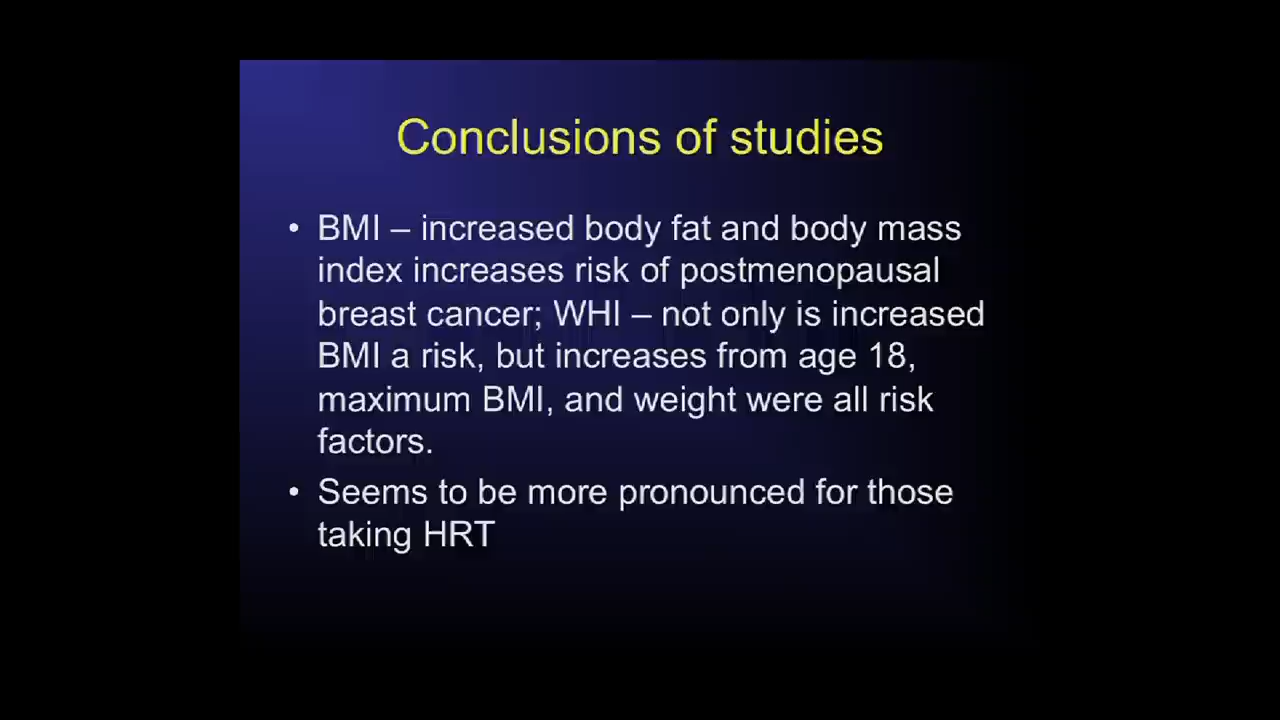 Conclusions of studies
• BMI – increased body fat and body mass
index increases risk of postmenopausal
breast cancer; WHI – not only is increased
BMI a risk, but increases from age 18,
maximum BMI, and weight were all risk
factors.
• Seems to be more pronounced for those
taking HRT